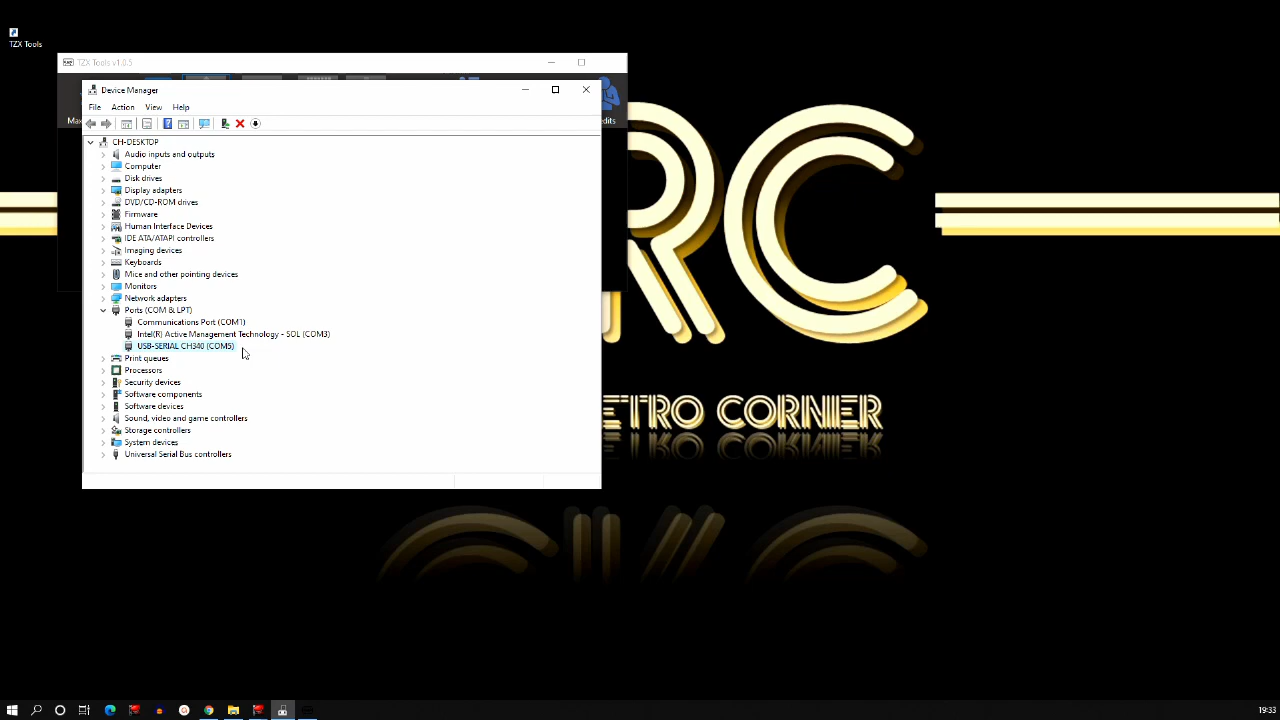 TZX Tools
TZX Tools v1.0.5
Device Manager
File Action View Help
CH-DESKTOP
Audio inputs and outputs
Computer
Disk drives
Display adapters
DVD/CD-ROM drives
Firmware
Human Interface Devices
IDE ATA/ATAPI controllers
Imaging devices
Keyboards
Mice and other pointing devices
Monitors
Network adapters
Ports (COM & LPT)
Communications Port (COM1)
Intel(R) Active Management Technology - SOL (COM3)
USB-SERIAL CH340 (COM5)
Print queues
Processors
Security devices
Software components
Software devices
Sound, video and game controllers
Storage controllers
System devices
Universal Serial Bus controllers
RC
ETRO CORNER
19:33